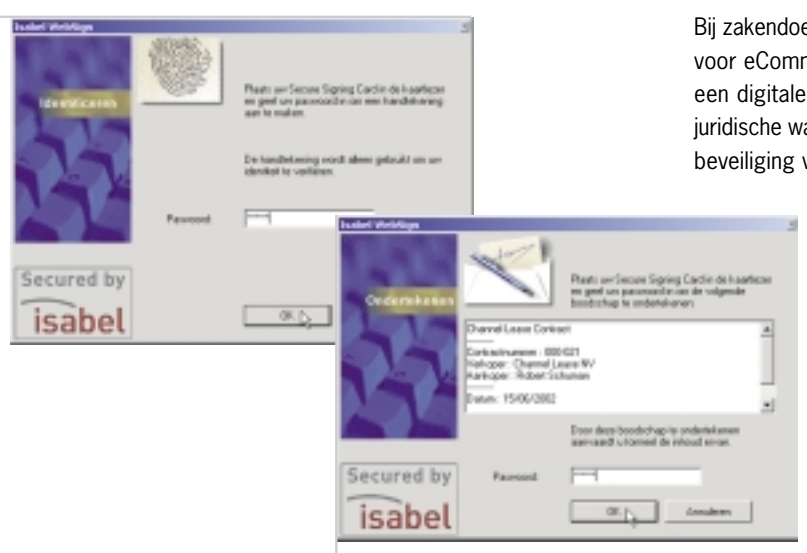 Isabel WebSign
Identificeren
Plaats uw Secure Signing Card in de kaartlezer
en geef uw paswoord in om een handtekening
aan te maken.
De handtekening wordt alleen gebruikt om uw
identiteit te verifiëren.
Paswoord:
OK
Secured by
isabel
Isabel WebSign
Ondertekenen
Plaats uw Secure Signing Card in de kaartlezer
en geef uw paswoord in om de volgende
boodschap te ondertekenen.
Channel Lease Contract
Contractnummer : 000-021
Verkoper : Channel Lease NV
Aankoper : Robert Schuman
Datum : 15/06/2002
Door deze boodschap te ondertekenen
aanvaardt u formeel de inhoud ervan.
Paswoord:
OK
Annuleren
Secured by
isabel
Bij zakendoe
voor eComm
een digitale
juridische wa
beveiliging v